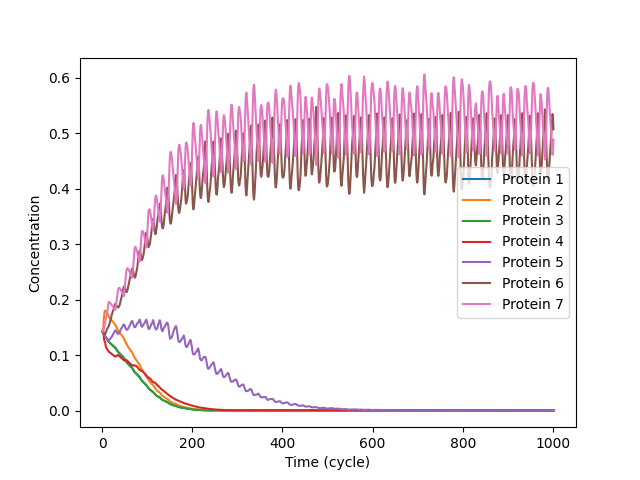 0.6
0.5
0.4
0.3
0.2
0.1
0.0
Concentration
0
200
400
600
800
1000
Time (cycle)
Protein 1
Protein 2
Protein 3
Protein 4
Protein 5
Protein 6
Protein 7